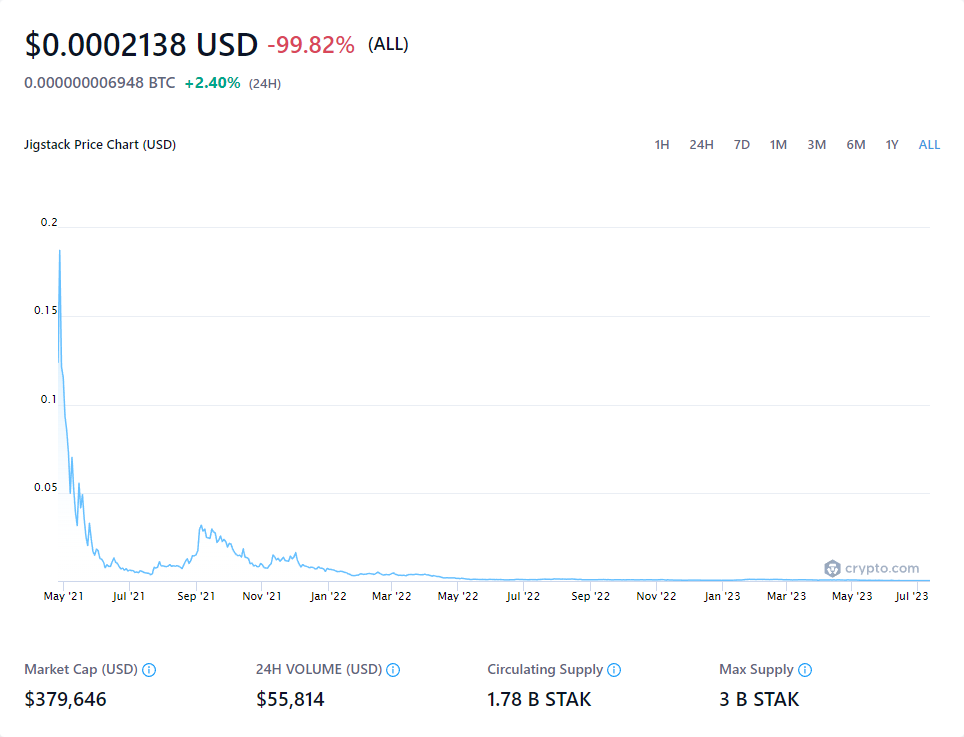 $0.0002138 USD -99.82% (ALL)
0.000000006948 BTC +2.40% (24H)
Jigstack Price Chart (USD) 1H 24H 7D 1M 3M 6M 1Y ALL
0.2
0.15
0.1
0.05
crypto.com
May '21 Jul '21 Sep '21 Nov '21 Jan '22 Mar '22 May '22 Jul '22 Sep '22 Nov '22 Jan '23 Mar '23 May '23 Jul '23
Market Cap (USD) 24H VOLUME (USD) Circulating Supply Max Supply
$379,646 $55,814 1.78 B STAK 3 B STAK